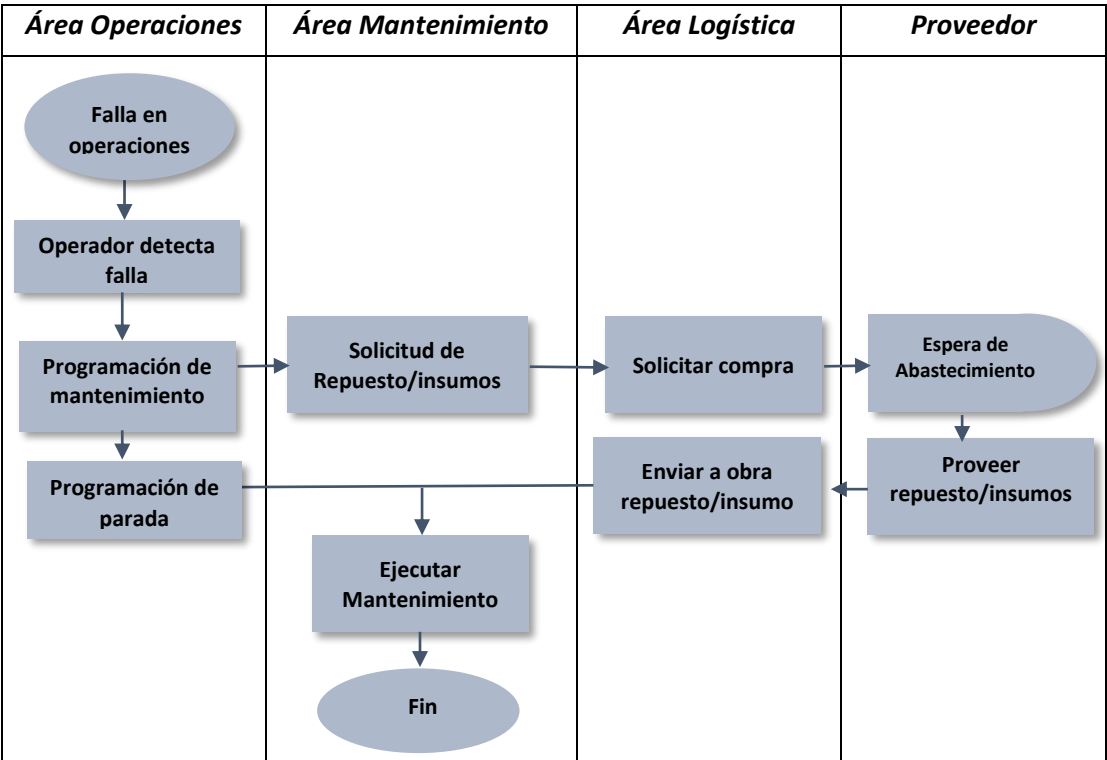 Área Operaciones
Área Mantenimiento
Área Logística
Proveedor
Falla en
operaciones
Operador detecta
falla
Programación de
mantenimiento
Solicitud de
Repuesto/insumos
Solicitar compra
Espera de
Abastecimiento
Programación de
parada
Enviar a obra
repuesto/insumo
Proveer
repuesto/insumos
Ejecutar
Mantenimiento
Fin